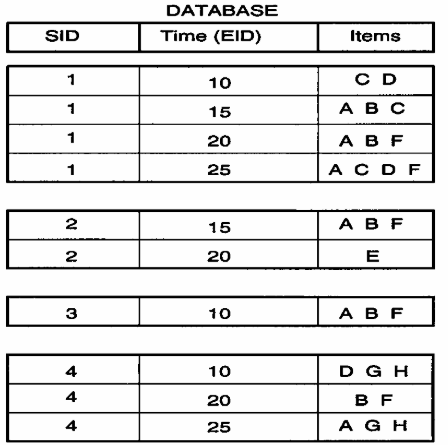 DATABASE
SID Time (EID) Items
1 10 C D
1 15 A B C
1 20 A B F
1 25 A C D F
2 15 A B F
2 20 E
3 10 A B F
4 10 D G H
4 20 B F
4 25 A G H